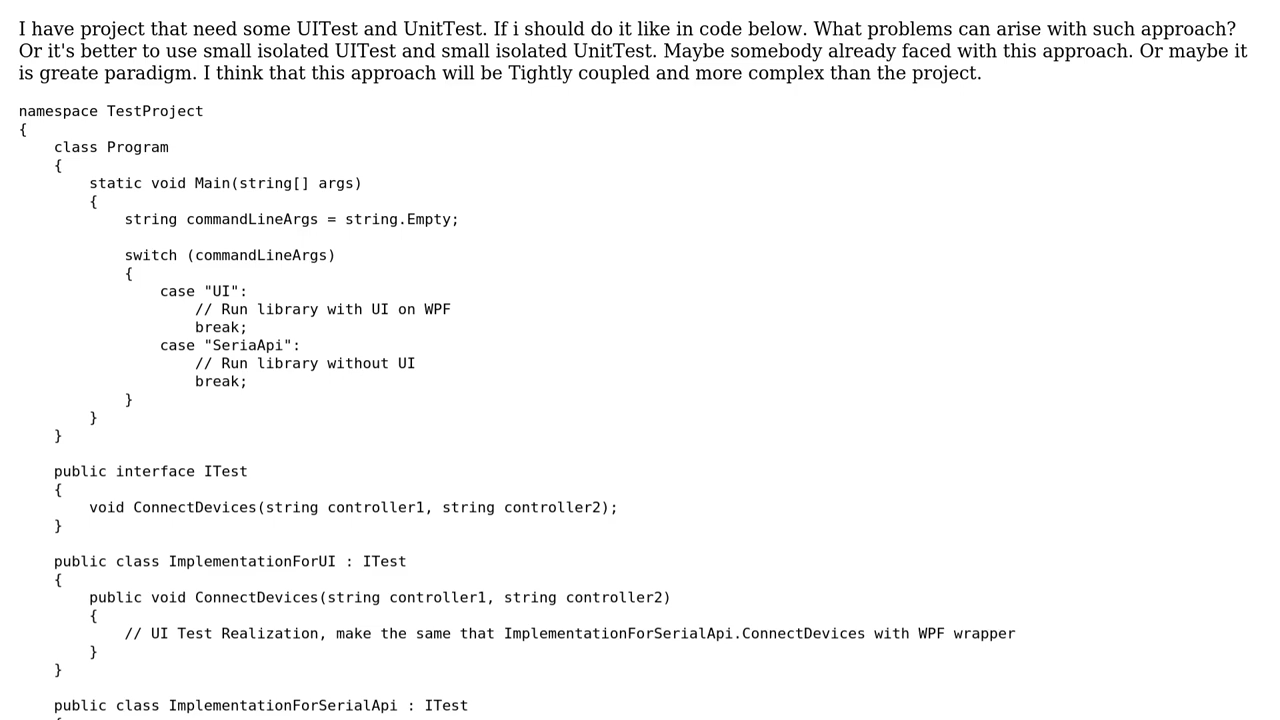 I have project that need some UITest and UnitTest. If i should do it like in code below. What problems can arise with such approach?
Or it's better to use small isolated UITest and small isolated UnitTest. Maybe somebody already faced with this approach. Or maybe it
is greate paradigm. I think that this approach will be Tightly coupled and more complex than the project.
namespace TestProject
{
    class Program
    {
        static void Main(string[] args)
        {
            string commandLineArgs = string.Empty;
            switch (commandLineArgs)
            {
                case "UI":
                    // Run library with UI on WPF
                    break;
                case "SeriaApi":
                    // Run library without UI
                    break;
            }
        }
    }
    public interface ITest
    {
        void ConnectDevices(string controller1, string controller2);
    }
    public class ImplementationForUI : ITest
    {
        public void ConnectDevices(string controller1, string controller2)
        {
            // UI Test Realization, make the same that ImplementationForSerialApi.ConnectDevices with WPF wrapper
        }
    }
    public class ImplementationForSerialApi : ITest
    {